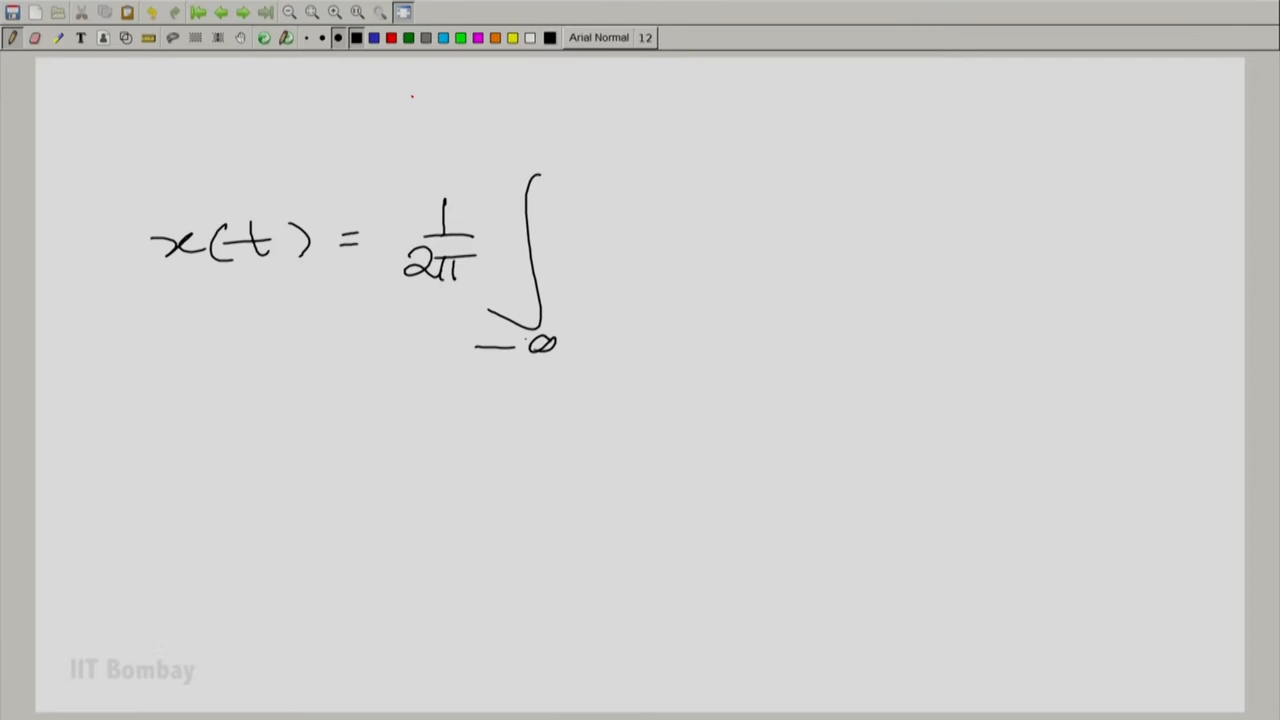 Arial Normal 12
x(t) = 1/2π ∫
-∞
IIT Bombay